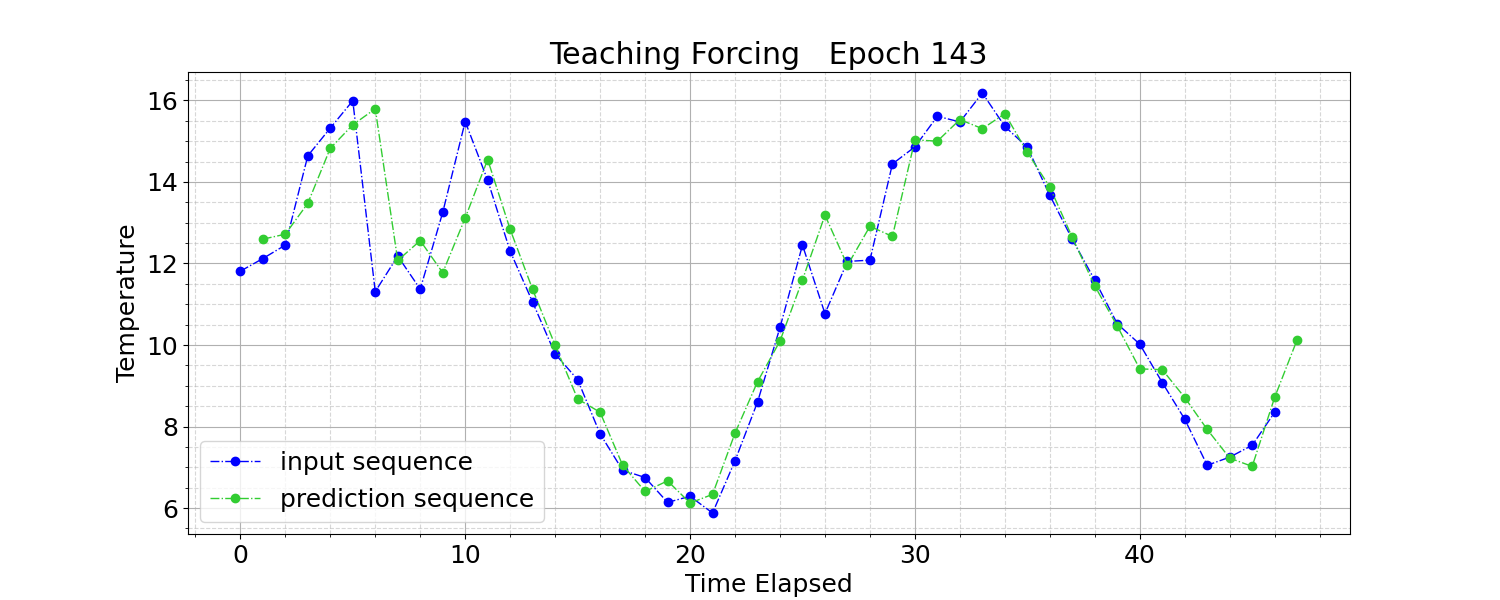 Teaching Forcing   Epoch 143
16
14
12
10
8
6
Temperature
input sequence
prediction sequence
0 10 20 30 40
Time Elapsed